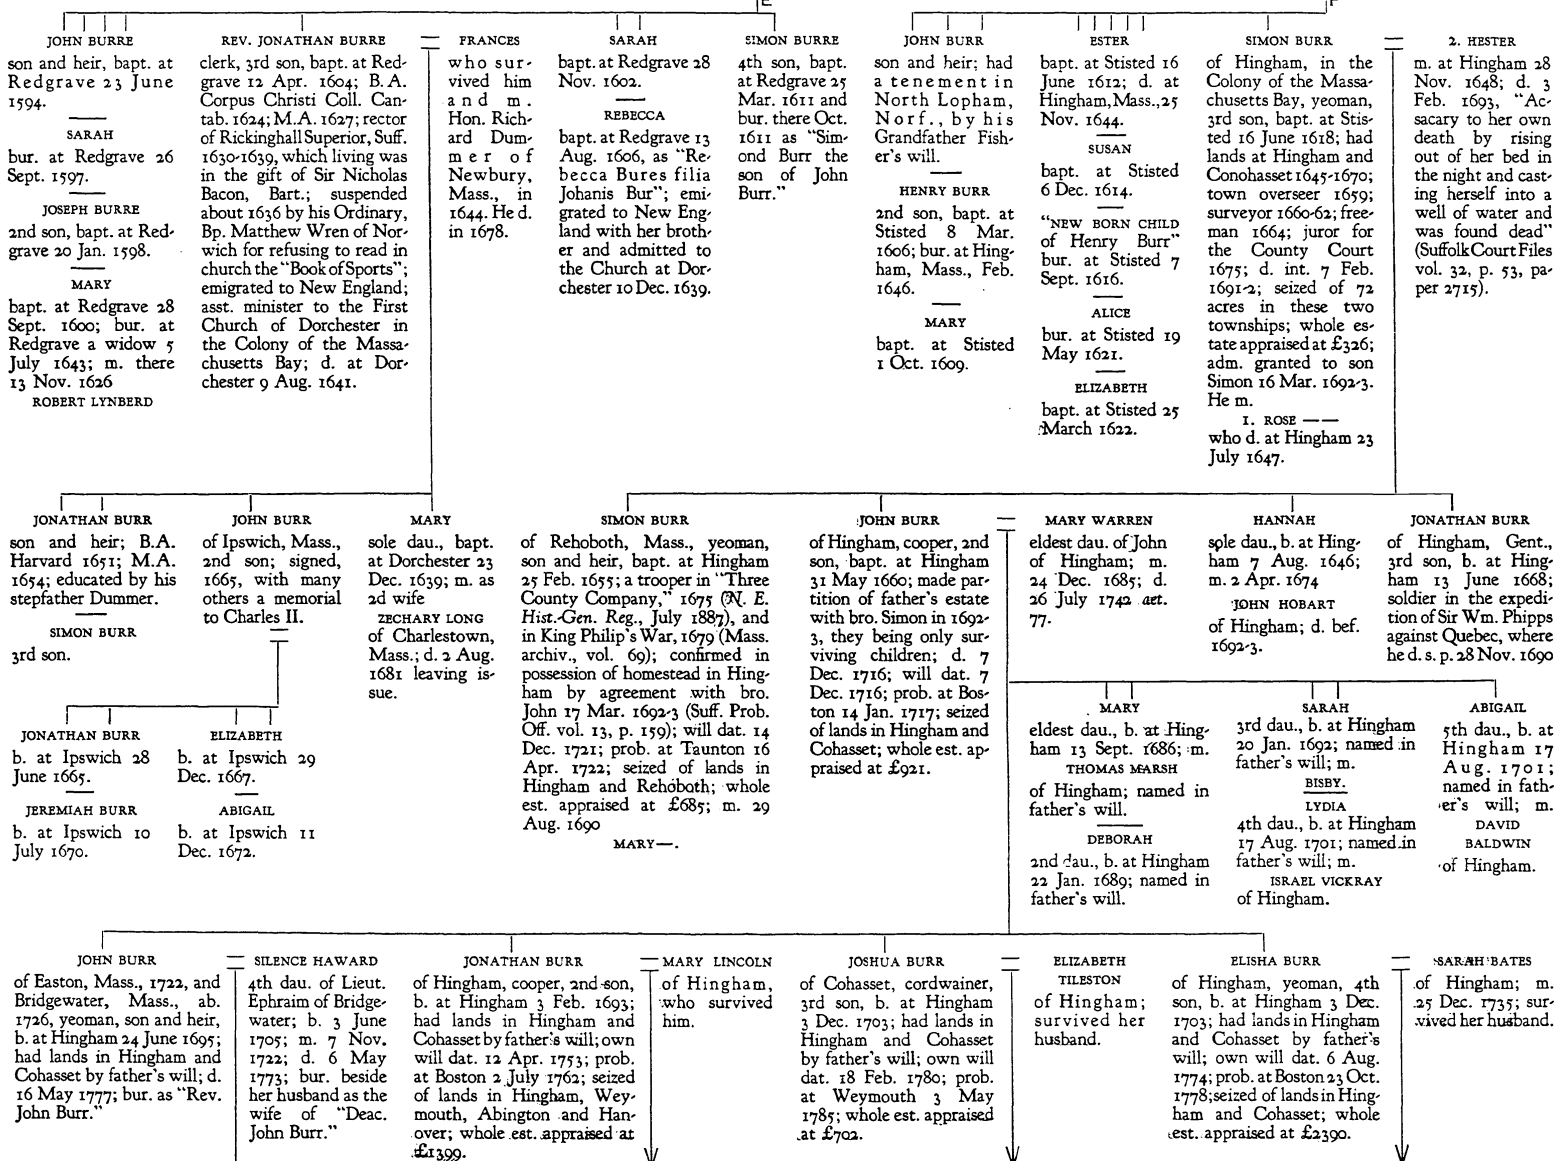 E
F
JOHN BURRE
son and heir, bapt. at
Redgrave 23 June
1594.
SARAH
bur. at Redgrave 26
Sept. 1597.
JOSEPH BURRE
2nd son, bapt. at Red-
grave 20 Jan. 1598.
MARY
bapt. at Redgrave 28
Sept. 1600; bur. at
Redgrave a widow 5
July 1643; m. there
13 Nov. 1626
ROBERT LYNBERD
REV. JONATHAN BURRE
clerk, 3rd son, bapt. at Red-
grave 12 Apr. 1604; B.A.
Corpus Christi Coll. Can-
tab. 1624; M.A. 1627; rector
of Rickinghall Superior, Suff.
1630-1639, which living was
in the gift of Sir Nicholas
Bacon, Bart.; suspended
about 1636 by his Ordinary,
Bp. Matthew Wren of Nor-
wich for refusing to read in
church the "Book of Sports";
emigrated to New England;
asst. minister to the First
Church of Dorchester in
the Colony of the Massa-
chusetts Bay; d. at Dor-
chester 9 Aug. 1641.
FRANCES
who sur-
vived him
and m.
Hon. Rich-
ard Dum-
mer of
Newbury,
Mass., in
1644. He d.
in 1678.
SARAH
bapt. at Redgrave 28
Nov. 1602.
REBECCA
bapt. at Redgrave 13
Aug. 1606, as "Re-
becca Bures filia
Johanis Bur"; emi-
grated to New Eng-
land with her broth-
er and admitted to
the Church at Dor-
chester 10 Dec. 1639.
SIMON BURRE
4th son, bapt.
at Redgrave 25
Mar. 1611 and
bur. there Oct.
1611 as "Sim-
ond Burr the
son of John
Burr."
JOHN BURR
son and heir; had
a tenement in
North Lopham,
Norf., by his
Grandfather Fish-
er's will.
HENRY BURR
2nd son, bapt. at
Stisted 8 Mar.
1606; bur. at Hing-
ham, Mass., Feb.
1646.
MARY
bapt. at Stisted
1 Oct. 1609.
ESTER
bapt. at Stisted 16
June 1612; d. at
Hingham, Mass., 25
Nov. 1644.
SUSAN
bapt. at Stisted
6 Dec. 1614.
"NEW BORN CHILD
of Henry Burr"
bur. at Stisted 7
Sept. 1616.
ALICE
bur. at Stisted 19
May 1621.
ELIZABETH
bapt. at Stisted 25
March 1622.
SIMON BURR
of Hingham, in the
Colony of the Massa-
chusetts Bay, yeoman,
3rd son, bapt. at Stis-
ted 16 June 1618; had
lands at Hingham and
Conohasset 1645-1670;
town overseer 1659;
surveyor 1660-62; free-
man 1664; juror for
the County Court
1675; d. int. 7 Feb.
1691-2; seized of 72
acres in these two
townships; whole es-
tate appraised at £326;
adm. granted to son
Simon 16 Mar. 1692-3.
He m.
1. ROSE — —
who d. at Hingham 23
July 1647.
2. HESTER
m. at Hingham 28
Nov. 1648; d. 3
Feb. 1693, "Ac-
sacary to her own
death by rising
out of her bed in
the night and cast-
ing herself into a
well of water and
was found dead"
(Suffolk Court Files
vol. 32, p. 53, pa-
per 2715).
JONATHAN BURR
son and heir; B.A.
Harvard 1651; M.A.
1654; educated by his
stepfather Dummer.
SIMON BURR
3rd son.
JOHN BURR
of Ipswich, Mass.,
2nd son; signed,
1665, with many
others a memorial
to Charles II.
MARY
sole dau., bapt.
at Dorchester 23
Dec. 1639; m. as
2d wife
ZECHARY LONG
of Charlestown,
Mass.; d. 2 Aug.
1681 leaving is-
sue.
SIMON BURR
of Rehoboth, Mass., yeoman,
son and heir, bapt. at Hingham
25 Feb. 1655; a trooper in "Three
County Company," 1675 (N. E.
Hist.-Gen. Reg., July 1887), and
in King Philip's War, 1679 (Mass.
archiv., vol. 69); confirmed in
possession of homestead in Hing-
ham by agreement with bro.
John 17 Mar. 1692-3 (Suff. Prob.
Off. vol. 13, p. 159); will dat. 14
Dec. 1721; prob. at Taunton 16
Apr. 1722; seized of lands in
Hingham and Rehoboth; whole
est. appraised at £685; m. 29
Aug. 1690
MARY—.
JOHN BURR
of Hingham, cooper, 2nd
son, bapt. at Hingham
31 May 1660; made par-
tition of father's estate
with bro. Simon in 1692-
3, they being only sur-
viving children; d. 7
Dec. 1716; will dat. 7
Dec. 1716; prob. at Bos-
ton 14 Jan. 1717; seized
of lands in Hingham and
Cohasset; whole est. ap-
praised at £921.
MARY WARREN
eldest dau. of John
of Hingham; m.
24 Dec. 1685; d.
26 July 1742 aet.
77.
HANNAH
sole dau., b. at Hing-
ham 7 Aug. 1646;
m. 2 Apr. 1674
JOHN HOBART
of Hingham; d. bef.
1692-3.
JONATHAN BURR
of Hingham, Gent.,
3rd son, b. at Hing-
ham 13 June 1668;
soldier in the expedi-
tion of Sir Wm. Phipps
against Quebec, where
he d. s. p. 28 Nov. 1690
JONATHAN BURR
b. at Ipswich 28
June 1665.
JEREMIAH BURR
b. at Ipswich 10
July 1670.
ELIZABETH
b. at Ipswich 29
Dec. 1667.
ABIGAIL
b. at Ipswich 11
Dec. 1672.
MARY
eldest dau., b. at Hing-
ham 13 Sept. 1686; m.
THOMAS MARSH
of Hingham; named in
father's will.
DEBORAH
2nd dau., b. at Hingham
22 Jan. 1689; named in
father's will.
SARAH
3rd dau., b. at Hingham
20 Jan. 1692; named in
father's will; m.
BISBY.
LYDIA
4th dau., b. at Hingham
17 Aug. 1701; named in
father's will; m.
ISRAEL VICKRAY
of Hingham.
ABIGAIL
5th dau., b. at
Hingham 17
Aug. 1701;
named in fath-
er's will; m.
DAVID
BALDWIN
of Hingham.
JOHN BURR
of Easton, Mass., 1722, and
Bridgewater, Mass., ab.
1726, yeoman, son and heir,
b. at Hingham 24 June 1695;
had lands in Hingham and
Cohasset by father's will; d.
16 May 1777; bur. as "Rev.
John Burr."
SILENCE HAWARD
4th dau. of Lieut.
Ephraim of Bridge-
water; b. 3 June
1705; m. 7 Nov.
1722; d. 6 May
1773; bur. beside
her husband as the
wife of "Deac.
John Burr."
JONATHAN BURR
of Hingham, cooper, 2nd son,
b. at Hingham 3 Feb. 1693;
had lands in Hingham and
Cohasset by father's will; own
will dat. 12 Apr. 1753; prob.
at Boston 2 July 1762; seized
of lands in Hingham, Wey-
mouth, Abington and Han-
over; whole est. appraised at
£1399.
MARY LINCOLN
of Hingham,
who survived
him.
JOSHUA BURR
of Cohasset, cordwainer,
3rd son, b. at Hingham
3 Dec. 1703; had lands in
Hingham and Cohasset
by father's will; own will
dat. 18 Feb. 1780; prob.
at Weymouth 3 May
1785; whole est. appraised
at £702.
ELIZABETH
TILESTON
of Hingham;
survived her
husband.
ELISHA BURR
of Hingham, yeoman, 4th
son, b. at Hingham 3 Dec.
1703; had lands in Hingham
and Cohasset by father's
will; own will dat. 6 Aug.
1774; prob. at Boston 23 Oct.
1778; seized of lands in Hing-
ham and Cohasset; whole
est. appraised at £2390.
SARAH BATES
of Hingham; m.
25 Dec. 1735; sur-
vived her husband.